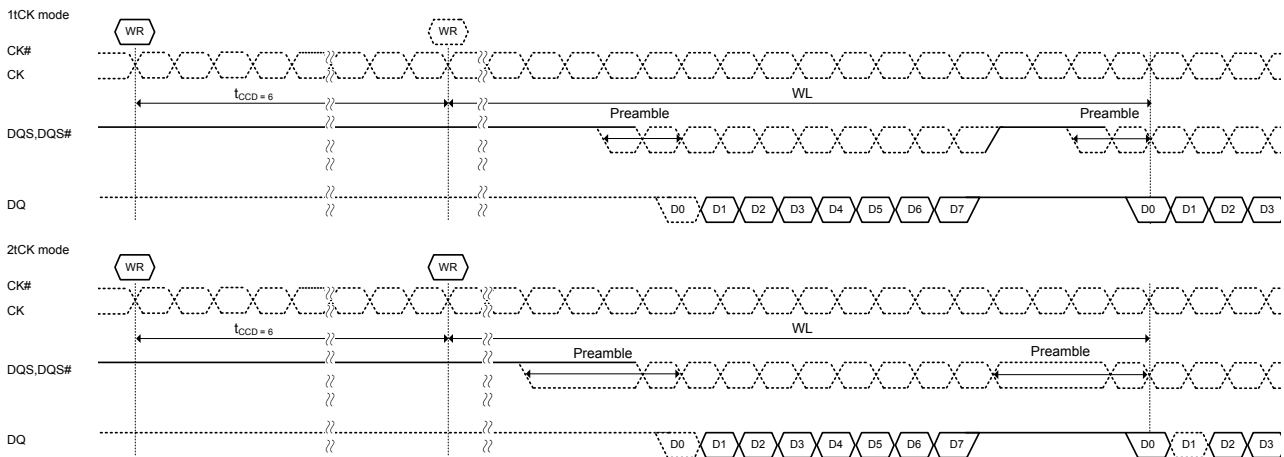 1tCK mode
WR WR
CK#
CK
tCCD = 6 WL
Preamble Preamble
DQS,DQS#
DQ D0 D1 D2 D3 D4 D5 D6 D7 D0 D1 D2 D3
2tCK mode
WR WR
CK#
CK
tCCD = 6 WL
Preamble Preamble
DQS,DQS#
DQ D0 D1 D2 D3 D4 D5 D6 D7 D0 D1 D2 D3